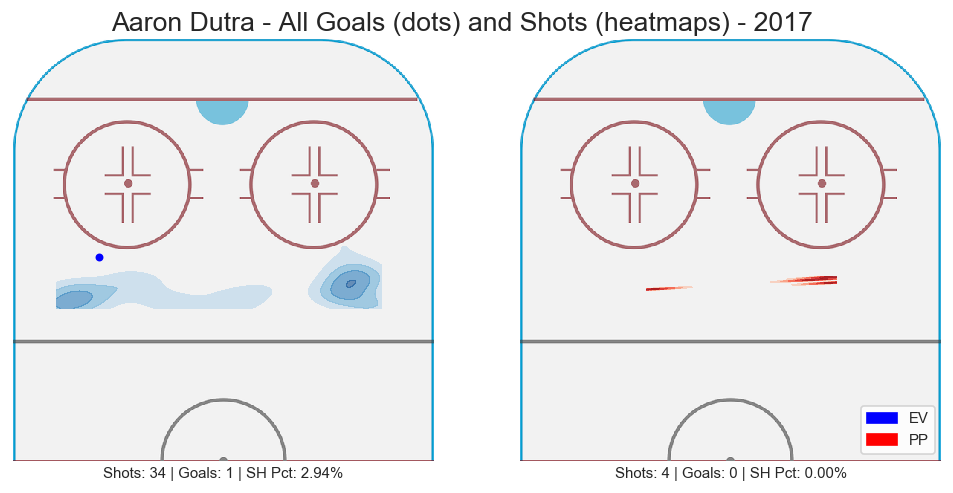 Aaron Dutra - All Goals (dots) and Shots (heatmaps) - 2017
EV
PP
Shots: 34 | Goals: 1 | SH Pct: 2.94%
Shots: 4 | Goals: 0 | SH Pct: 0.00%